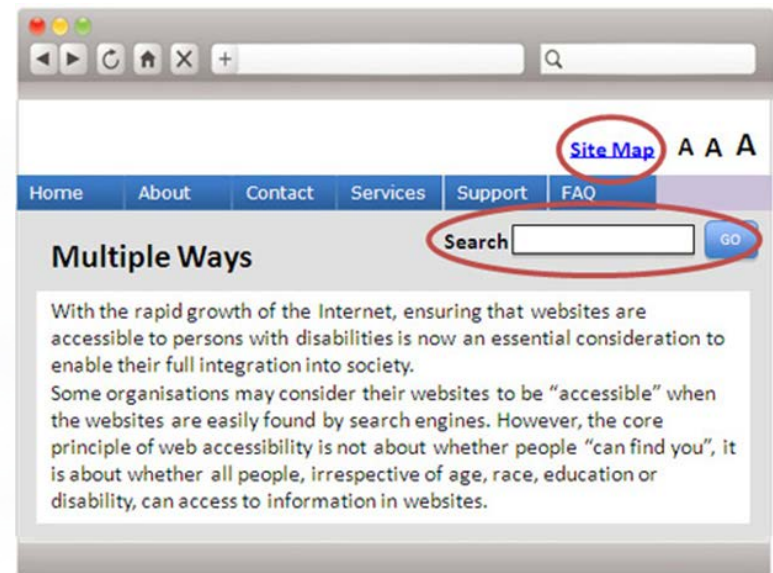 Site Map A A A
Home About Contact Services Support FAQ
Search GO
Multiple Ways
With the rapid growth of the Internet, ensuring that websites are
accessible to persons with disabilities is now an essential consideration to
enable their full integration into society.
Some organisations may consider their websites to be “accessible” when
the websites are easily found by search engines. However, the core
principle of web accessibility is not about whether people “can find you”, it
is about whether all people, irrespective of age, race, education or
disability, can access to information in websites.